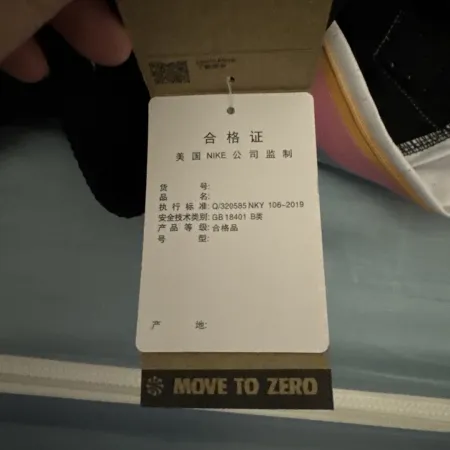 合格证
美国 NIKE 公司监制
货号:
品名:
执行标准: Q/320585 NKY 106-2019
安全技术类别: GB 18401 B类
产品等级: 合格品
号型:
产地:
MOVE TO ZERO